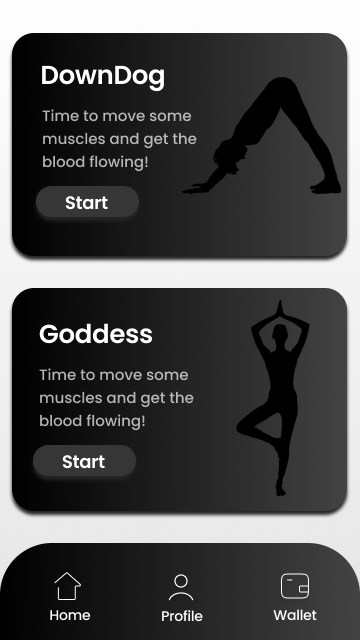 DownDog
Time to move some
muscles and get the
blood flowing!
Start
Goddess
Time to move some
muscles and get the
blood flowing!
Start
Home
Profile
Wallet